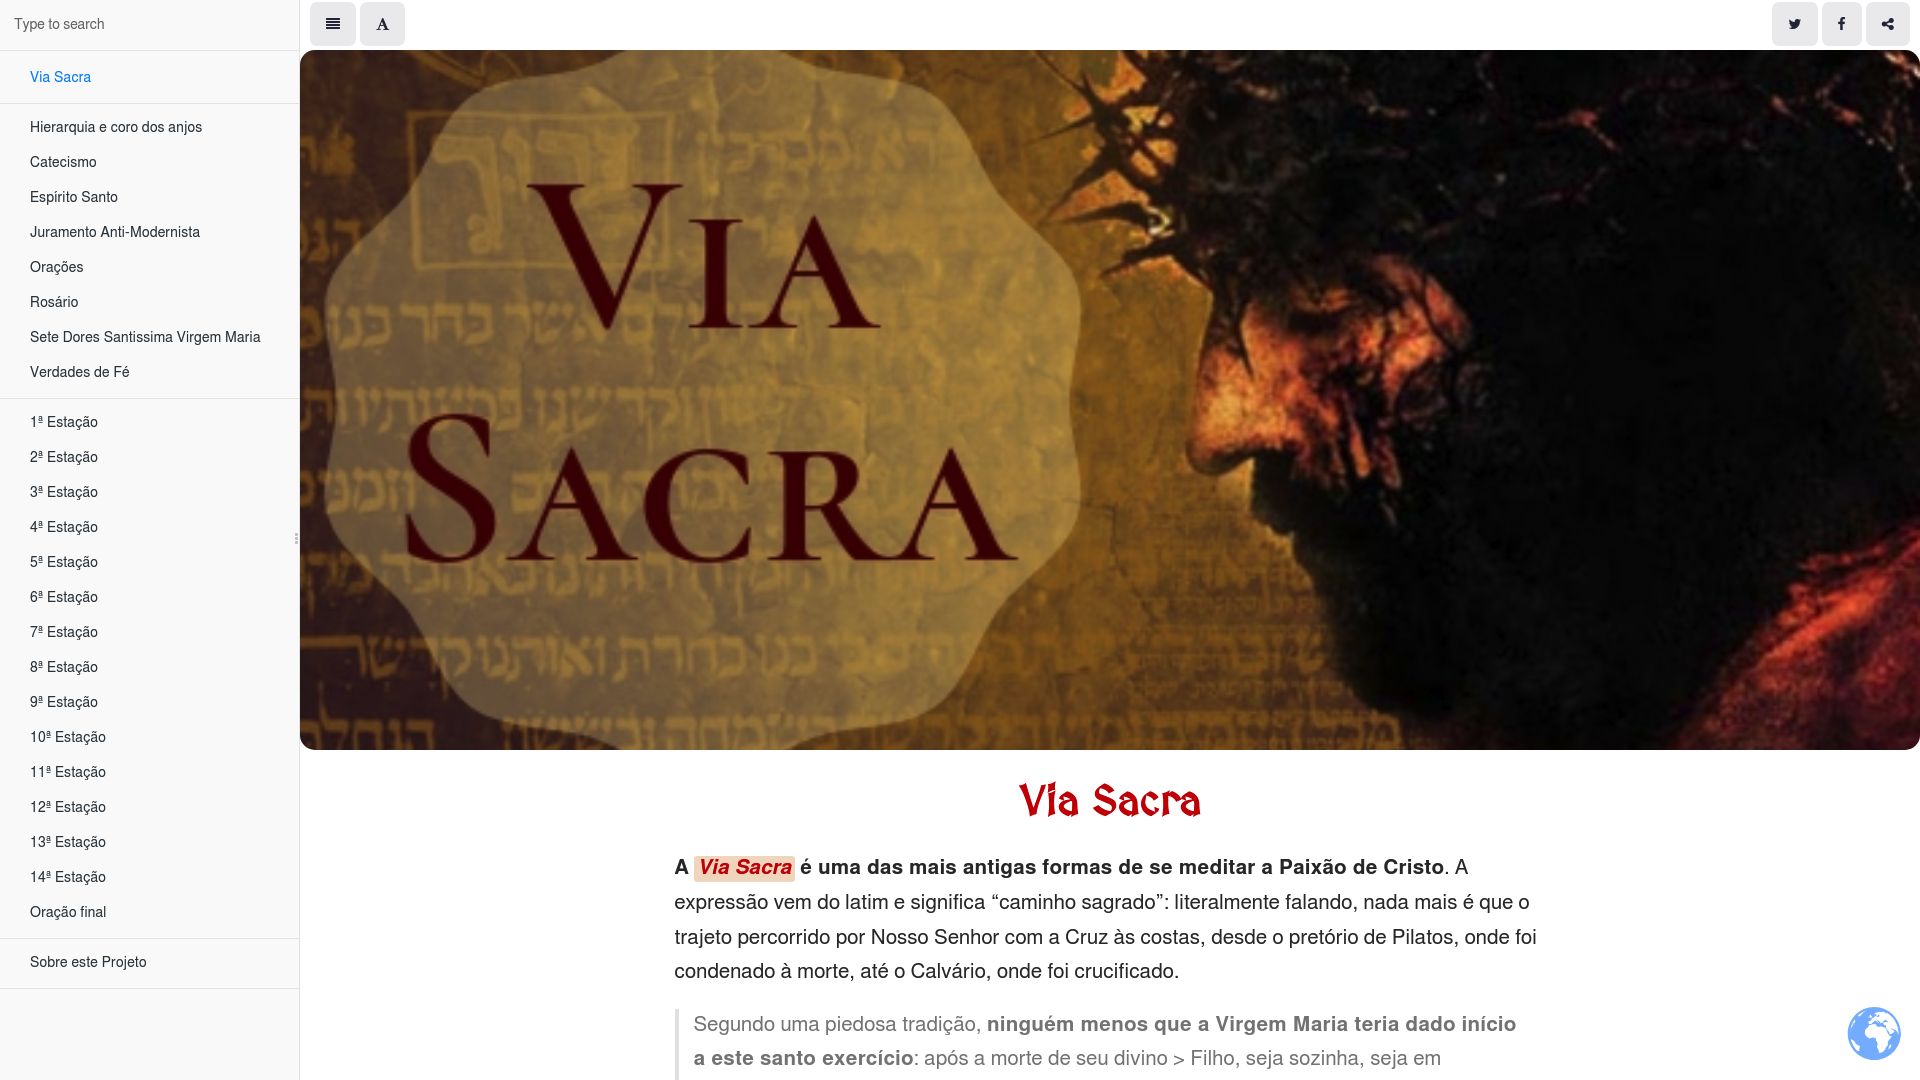 Type to search
Via Sacra
Hierarquia e coro dos anjos
Catecismo
Espírito Santo
Juramento Anti-Modernista
Orações
Rosário
Sete Dores Santissima Virgem Maria
Verdades de Fé
1ª Estação
2ª Estação
3ª Estação
4ª Estação
5ª Estação
6ª Estação
7ª Estação
8ª Estação
9ª Estação
10ª Estação
11ª Estação
12ª Estação
13ª Estação
14ª Estação
Oração final
Sobre este Projeto
A
VIA
SACRA
Via Sacra
A Via Sacra é uma das mais antigas formas de se meditar a Paixão de Cristo. A
expressão vem do latim e significa “caminho sagrado”: literalmente falando, nada mais é que o
trajeto percorrido por Nosso Senhor com a Cruz às costas, desde o pretório de Pilatos, onde foi
condenado à morte, até o Calvário, onde foi crucificado.
Segundo uma piedosa tradição, ninguém menos que a Virgem Maria teria dado início
a este santo exercício: após a morte de seu divino > Filho, seja sozinha, seja em